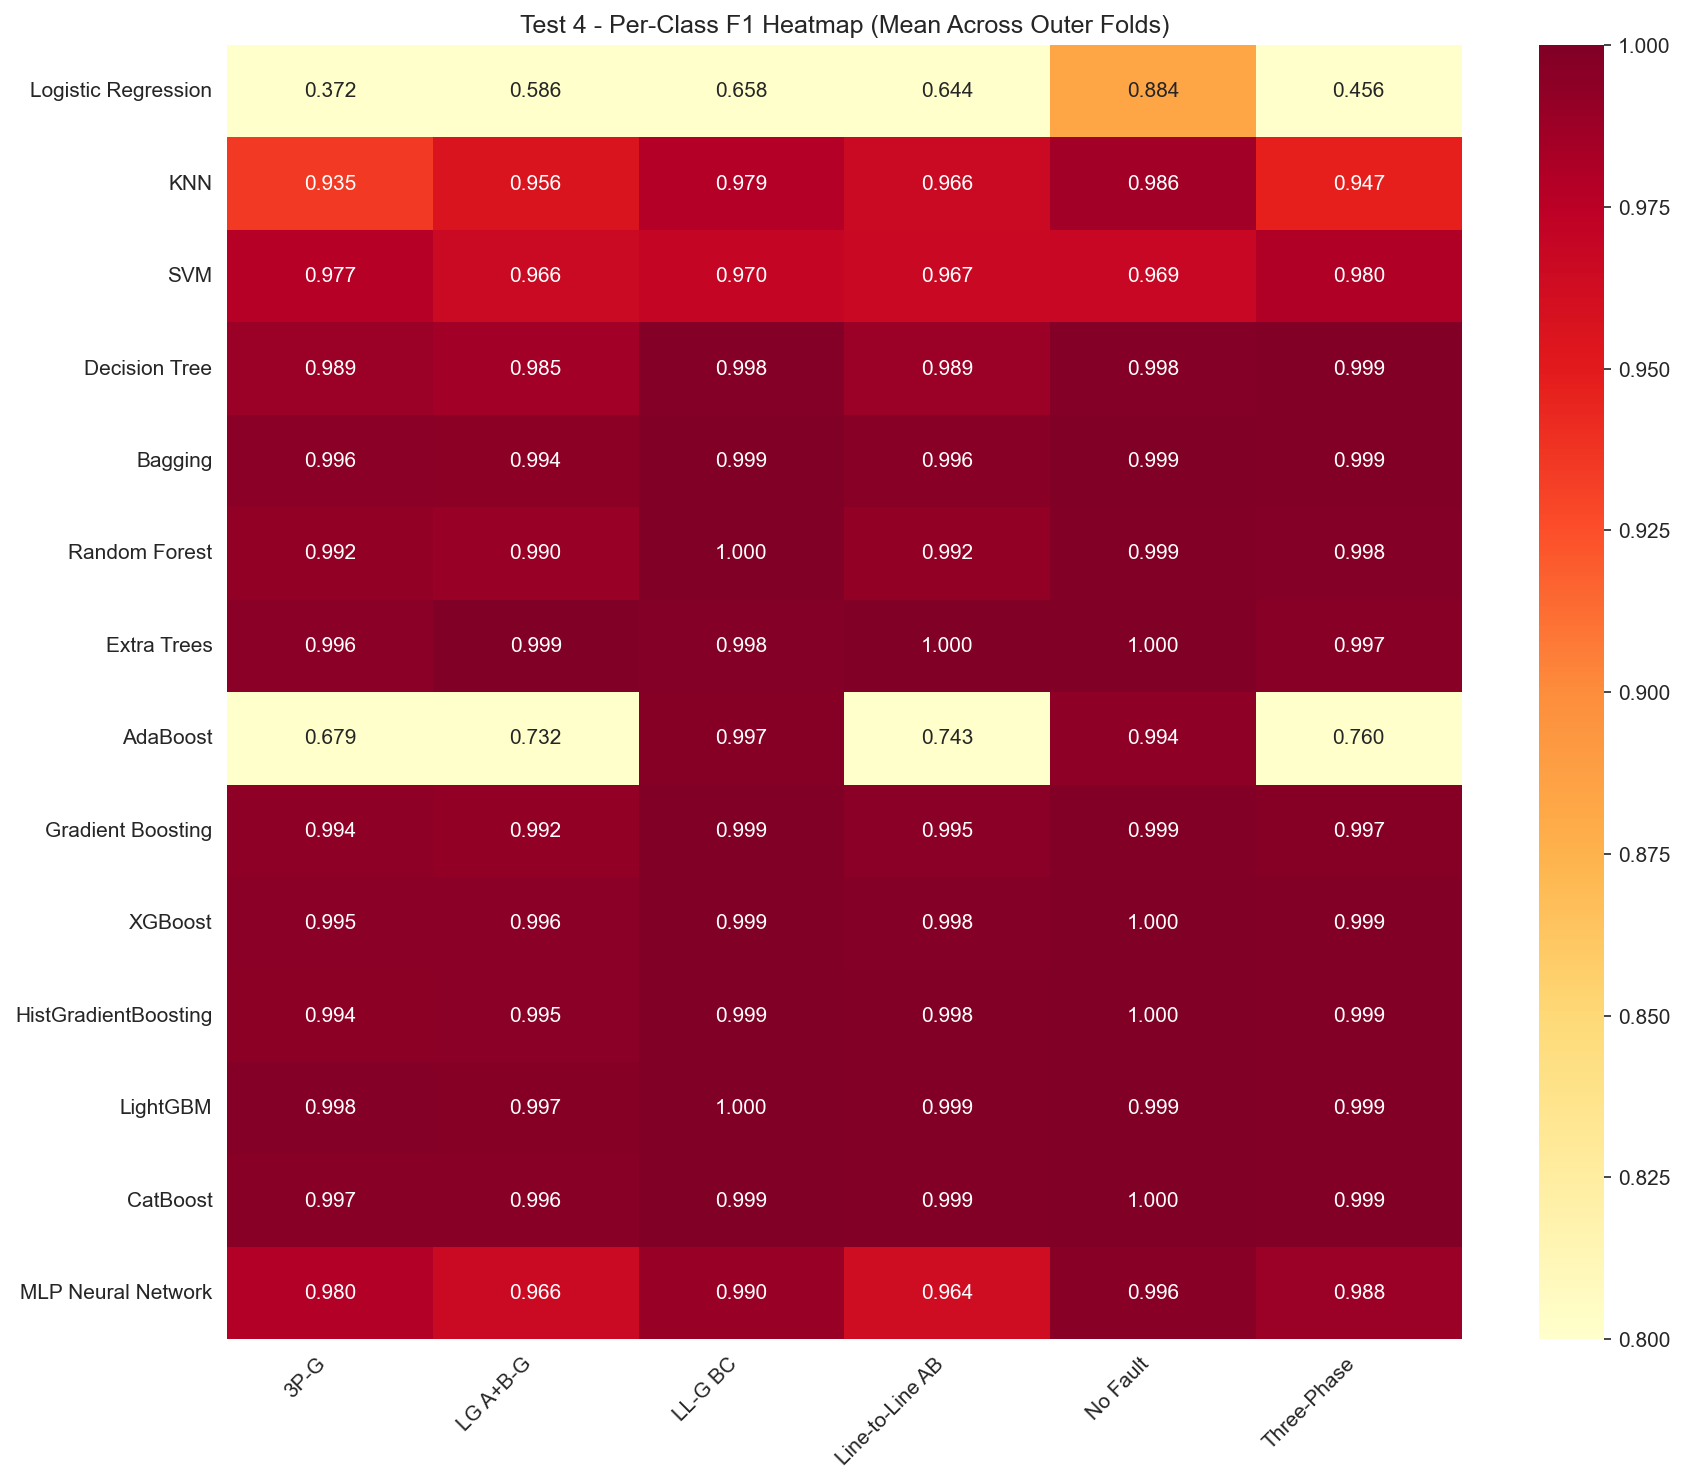 Test 4 - Per-Class F1 Heatmap (Mean Across Outer Folds)
Logistic Regression 0.372 0.586 0.658 0.644 0.884 0.456
KNN 0.935 0.956 0.979 0.966 0.986 0.947
SVM 0.977 0.966 0.970 0.967 0.969 0.980
Decision Tree 0.989 0.985 0.998 0.989 0.998 0.999
Bagging 0.996 0.994 0.999 0.996 0.999 0.999
Random Forest 0.992 0.990 1.000 0.992 0.999 0.998
Extra Trees 0.996 0.999 0.998 1.000 1.000 0.997
AdaBoost 0.679 0.732 0.997 0.743 0.994 0.760
Gradient Boosting 0.994 0.992 0.999 0.995 0.999 0.997
XGBoost 0.995 0.996 0.999 0.998 1.000 0.999
HistGradientBoosting 0.994 0.995 0.999 0.998 1.000 0.999
LightGBM 0.998 0.997 1.000 0.999 0.999 0.999
CatBoost 0.997 0.996 0.999 0.999 1.000 0.999
MLP Neural Network 0.980 0.966 0.990 0.964 0.996 0.988
3P-G
LG A+B-G
LL-G BC
Line-to-Line AB
No Fault
Three-Phase
1.000
0.975
0.950
0.925
0.900
0.875
0.850
0.825
0.800